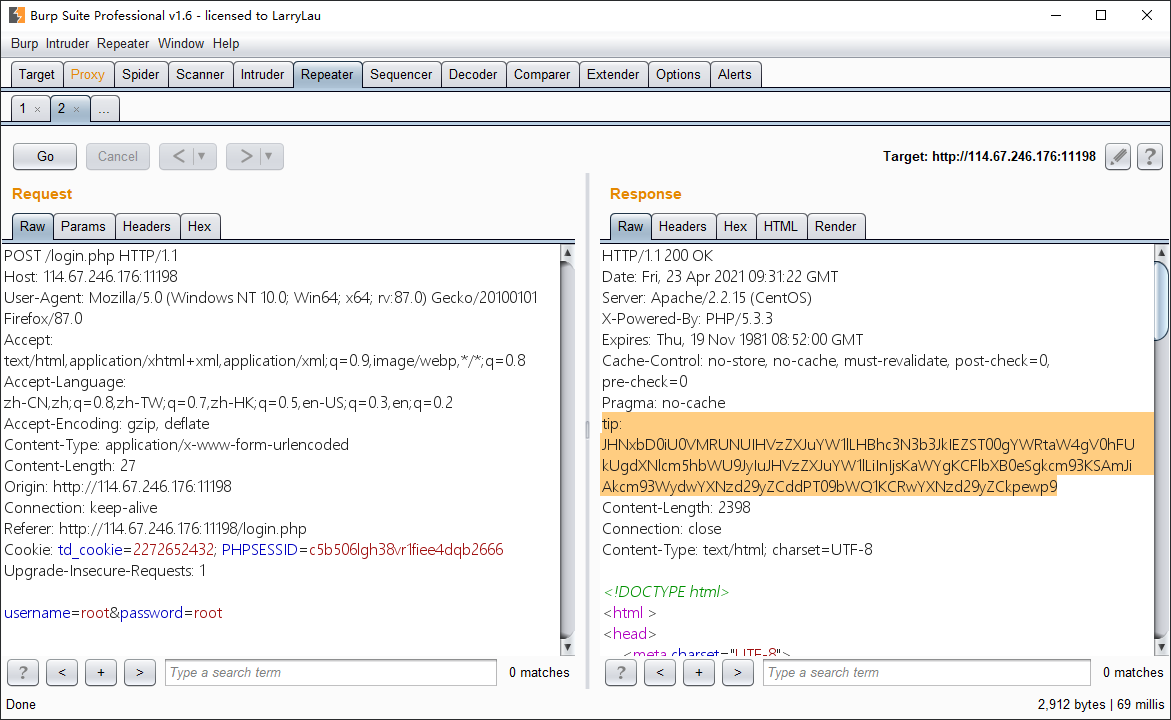 Burp Suite Professional v1.6 - licensed to LarryLau
Burp Intruder Repeater Window Help
Target Proxy Spider Scanner Intruder Repeater Sequencer Decoder Comparer Extender Options Alerts
1 × 2 × ...
Go Cancel < ▼ > ▼ Target: http://114.67.246.176:11198 ?
Request
Raw Params Headers Hex
POST /login.php HTTP/1.1
Host: 114.67.246.176:11198
User-Agent: Mozilla/5.0 (Windows NT 10.0; Win64; x64; rv:87.0) Gecko/20100101
Firefox/87.0
Accept:
text/html,application/xhtml+xml,application/xml;q=0.9,image/webp,*/*;q=0.8
Accept-Language:
zh-CN,zh;q=0.8,zh-TW;q=0.7,zh-HK;q=0.5,en-US;q=0.3,en;q=0.2
Accept-Encoding: gzip, deflate
Content-Type: application/x-www-form-urlencoded
Content-Length: 27
Origin: http://114.67.246.176:11198
Connection: keep-alive
Referer: http://114.67.246.176:11198/login.php
Cookie: td_cookie=2272652432; PHPSESSID=c5b506lgh38vr1fiee4dqb2666
Upgrade-Insecure-Requests: 1
username=root&password=root
? < + > Type a search term 0 matches
Response
Raw Headers Hex HTML Render
HTTP/1.1 200 OK
Date: Fri, 23 Apr 2021 09:31:22 GMT
Server: Apache/2.2.15 (CentOS)
X-Powered-By: PHP/5.3.3
Expires: Thu, 19 Nov 1981 08:52:00 GMT
Cache-Control: no-store, no-cache, must-revalidate, post-check=0,
pre-check=0
Pragma: no-cache
tip:
JHNxbD0iU0VMRUNUIHVzZXJuYW1lLHBhc3N3b3JkIEZST00gYWRtaW4gV0hFU
kUgdXNlcm5hbWU9JyIuJHVzZXJuYW1lLiInIjsKaWYgKCFlbXB0eSgkcm93KSAmJi
Akcm93WydwYXNzd29yZCddPT09bWQ1KCRwYXNzd29yZCkpewp9
Content-Length: 2398
Connection: close
Content-Type: text/html; charset=UTF-8
<!DOCTYPE html>
<html >
<head>
<meta charset="UTF-8">
? < + > Type a search term 0 matches
Done 2,912 bytes | 69 millis